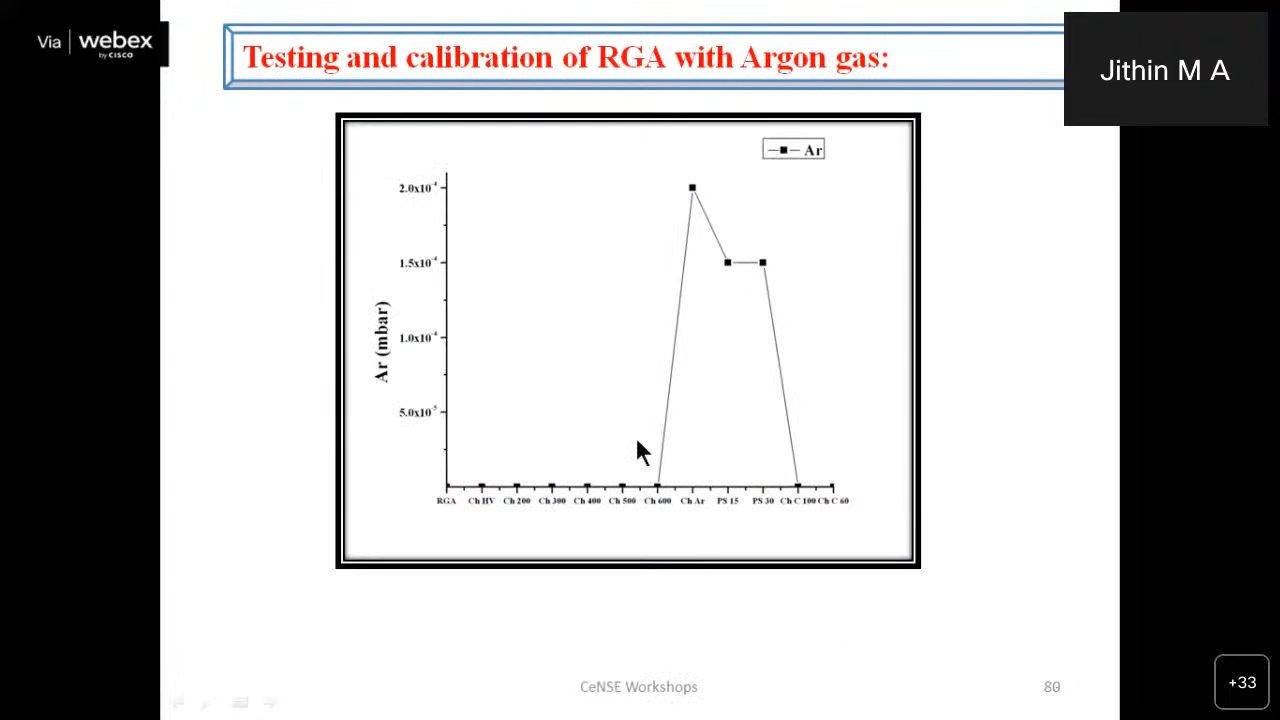 Via | webex
by CISCO
Testing and calibration of RGA with Argon gas:
Jithin M A
Ar
2.0x10⁻⁴
1.5x10⁻⁴
1.0x10⁻⁴
5.0x10⁻⁵
Ar (mbar)
RGA Ch HV Ch 200 Ch 300 Ch 400 Ch 500 Ch 600 Ch Ar PS 15 PS 30 Ch C 100 Ch C 60
CeNSE Workshops
80
+33